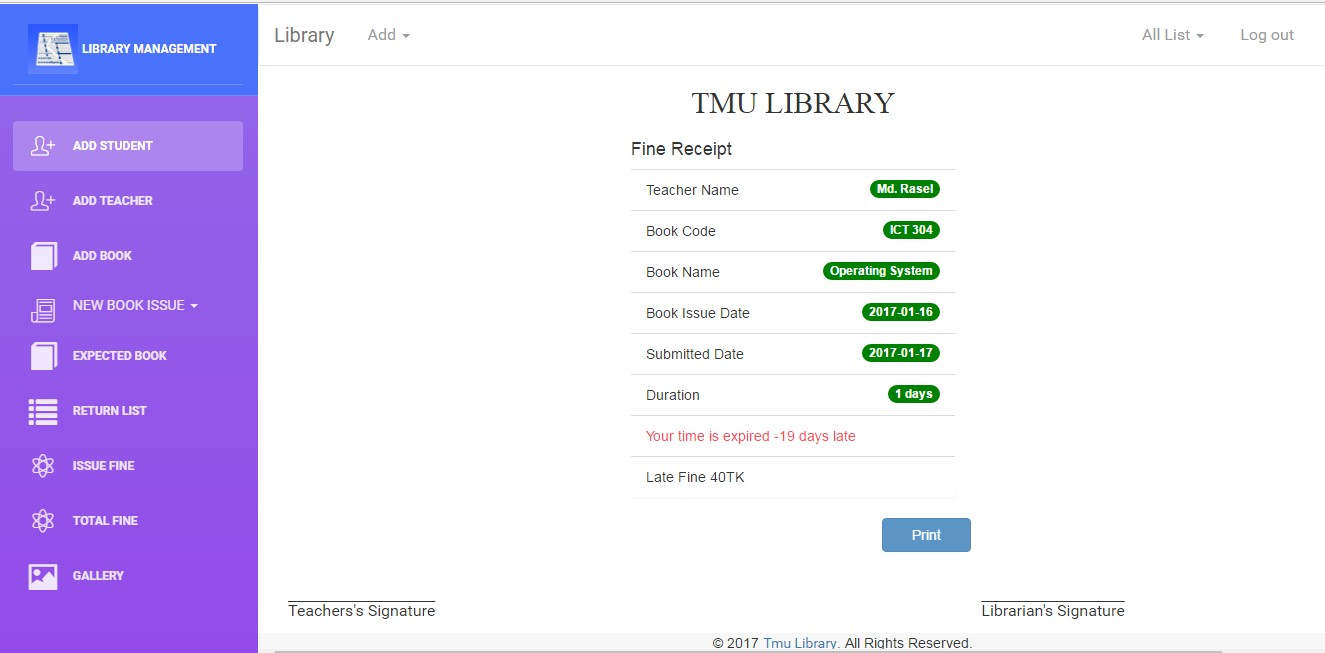 LIBRARY MANAGEMENT
ADD STUDENT
ADD TEACHER
ADD BOOK
NEW BOOK ISSUE
EXPECTED BOOK
RETURN LIST
ISSUE FINE
TOTAL FINE
GALLERY
Library Add All List Log out
TMU LIBRARY
Fine Receipt
Teacher Name Md. Rasel
Book Code ICT 304
Book Name Operating System
Book Issue Date 2017-01-16
Submitted Date 2017-01-17
Duration 1 days
Your time is expired -19 days late
Late Fine 40TK
Print
Teachers's Signature Librarian's Signature
© 2017 Tmu Library. All Rights Reserved.